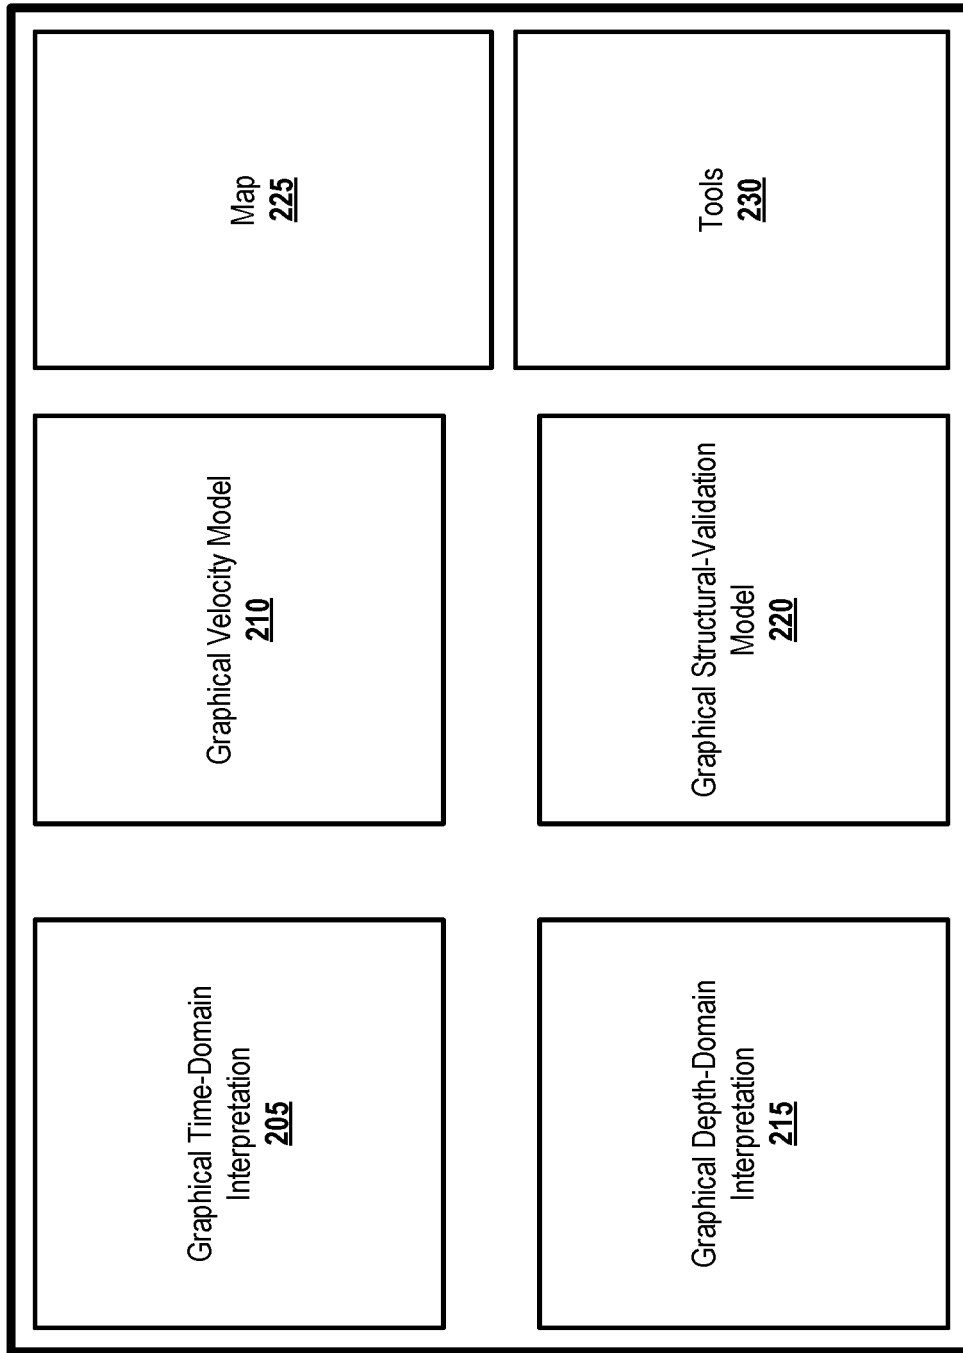 Graphical Time-Domain
Interpretation
205
Graphical Velocity Model
210
Map
225
Graphical Depth-Domain
Interpretation
215
Graphical Structural-Validation
Model
220
Tools
230